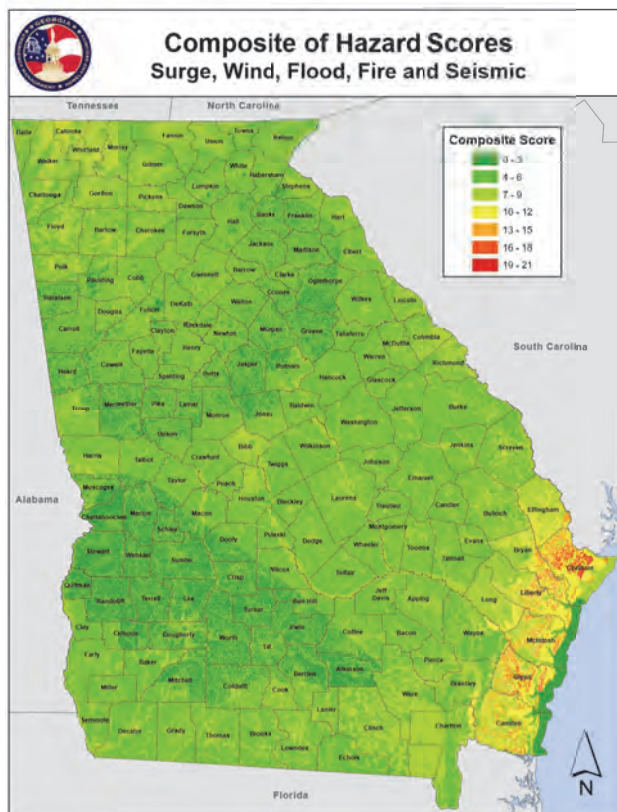 GEORGIA
Composite of Hazard Scores
Surge, Wind, Flood, Fire and Seismic
Tennessees
North Carolina
Composite Score
0 - 3
4 - 6
7 - 9
10 - 12
13 - 15
16 - 18
19 - 21
South Carolina
Alabama
Florida
N
Dade
Catoosa
Whitfield
Murray
Fannin
Union
Towns
Rabun
Walker
Gilmer
White
Habersham
Lumpkin
Stephens
Chattooga
Gordon
Pickens
Dawson
Hall
Banks
Franklin
Hart
Floyd
Bartow
Cherokee
Forsyth
Jackson
Madison
Elbert
Polk
Paulding
Cobb
Gwinnett
Barrow
Clarke
Oconee
Oglethorpe
Wilkes
Lincoln
Haralson
Douglas
Fulton
DeKalb
Walton
Rockdale
Newton
Morgan
Greene
Taliaferro
McDuffie
Columbia
Carroll
Clayton
Henry
Fayette
Warren
Richmond
Heard
Coweta
Spalding
Butts
Jasper
Putnam
Hancock
Glascock
Troup
Meriwether
Pike
Lamar
Monroe
Jones
Baldwin
Washington
Jefferson
Burke
Upson
Bibb
Wilkinson
Jenkins
Screven
Harris
Talbot
Crawford
Twiggs
Johnson
Emanuel
Muscogee
Taylor
Peach
Houston
Bleckley
Laurens
Treutlen
Candler
Bulloch
Effingham
Chattahoochee
Marion
Macon
Schley
Dooly
Pulaski
Dodge
Wheeler
Montgomery
Toombs
Evans
Tattnall
Bryan
Chatham
Stewart
Webster
Sumter
Crisp
Wilcox
Telfair
Liberty
Quitman
Randolph
Terrell
Lee
Turner
Ben Hill
Jeff
Davis
Appling
Long
Clay
Calhoun
Dougherty
Worth
Tift
Irwin
Coffee
Bacon
Wayne
McIntosh
Early
Baker
Mitchell
Colquitt
Berrien
Atkinson
Pierce
Glynn
Miller
Cook
Lanier
Ware
Brantley
Camden
Seminole
Decatur
Grady
Thomas
Brooks
Lowndes
Echols
Clinch
Charlton